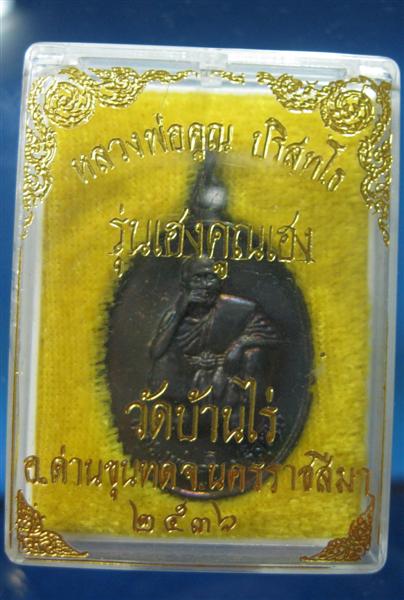 หลวงพ่อคูณ ปริสุทโธ
รุ่นเฮงคูณเฮง
วัดบ้านไร่
อ.ด่านขุนทด จ.นครราชสีมา
๒๕๓๖